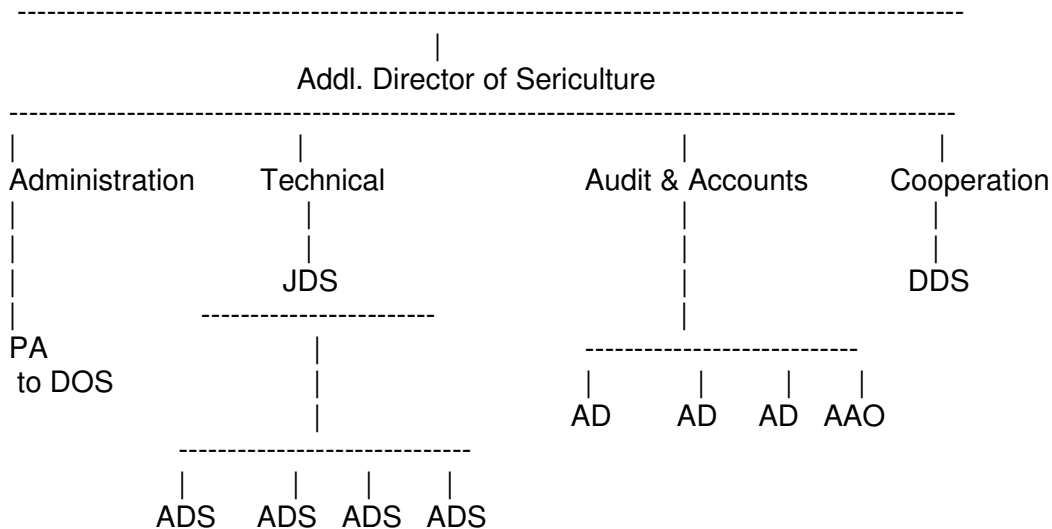 Addl. Director of Sericulture
Administration Technical Audit & Accounts Cooperation
JDS DDS
PA
to DOS
AD AD AD AAO
ADS ADS ADS ADS